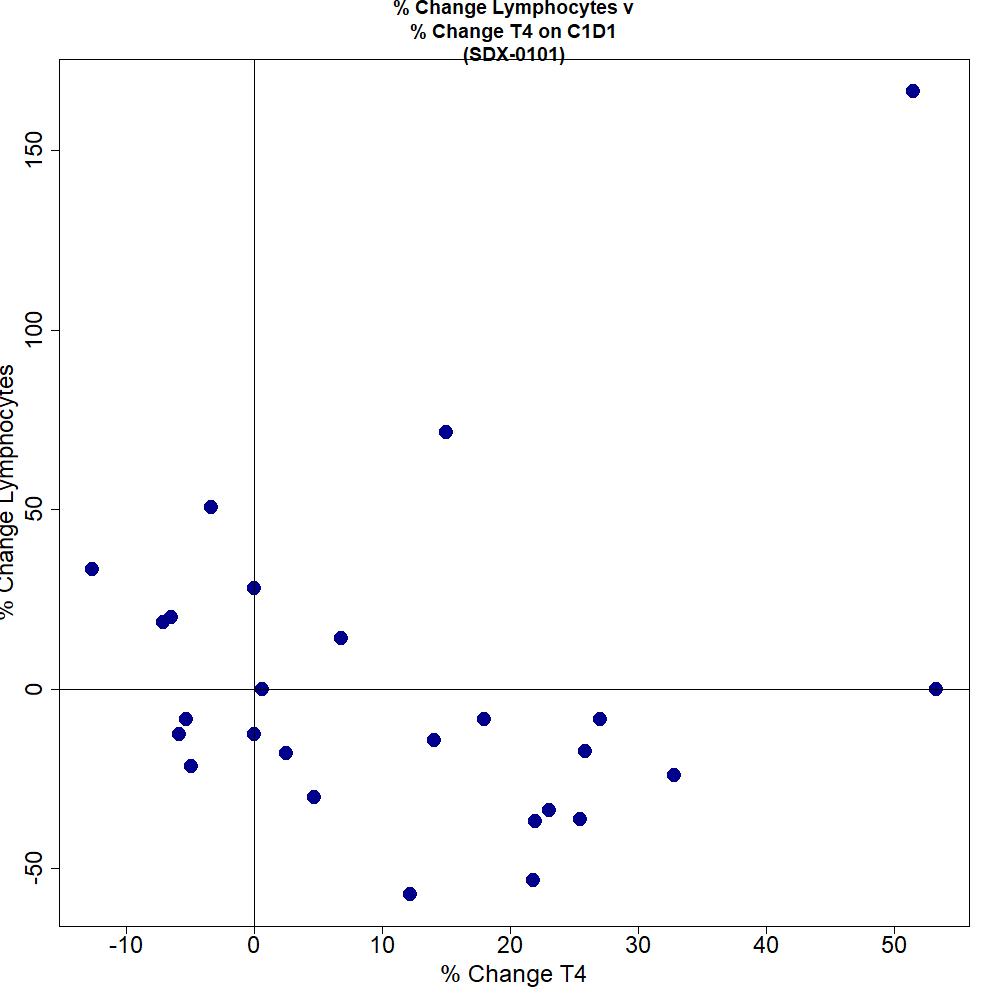 % Change Lymphocytes v
% Change T4 on C1D1
(SDX-0101)
% Change Lymphocytes
150
100
50
0
-50
-10 0 10 20 30 40 50
% Change T4